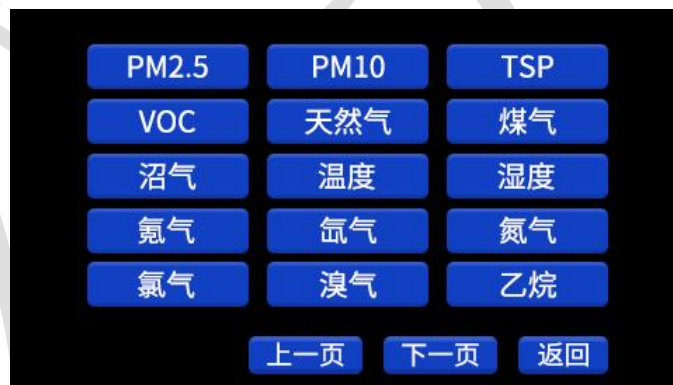 PM2.5 PM10 TSP
VOC 天然气 煤气
沼气 温度 湿度
氪气 氙气 氮气
氯气 溴气 乙烷
上一页 下一页 返回